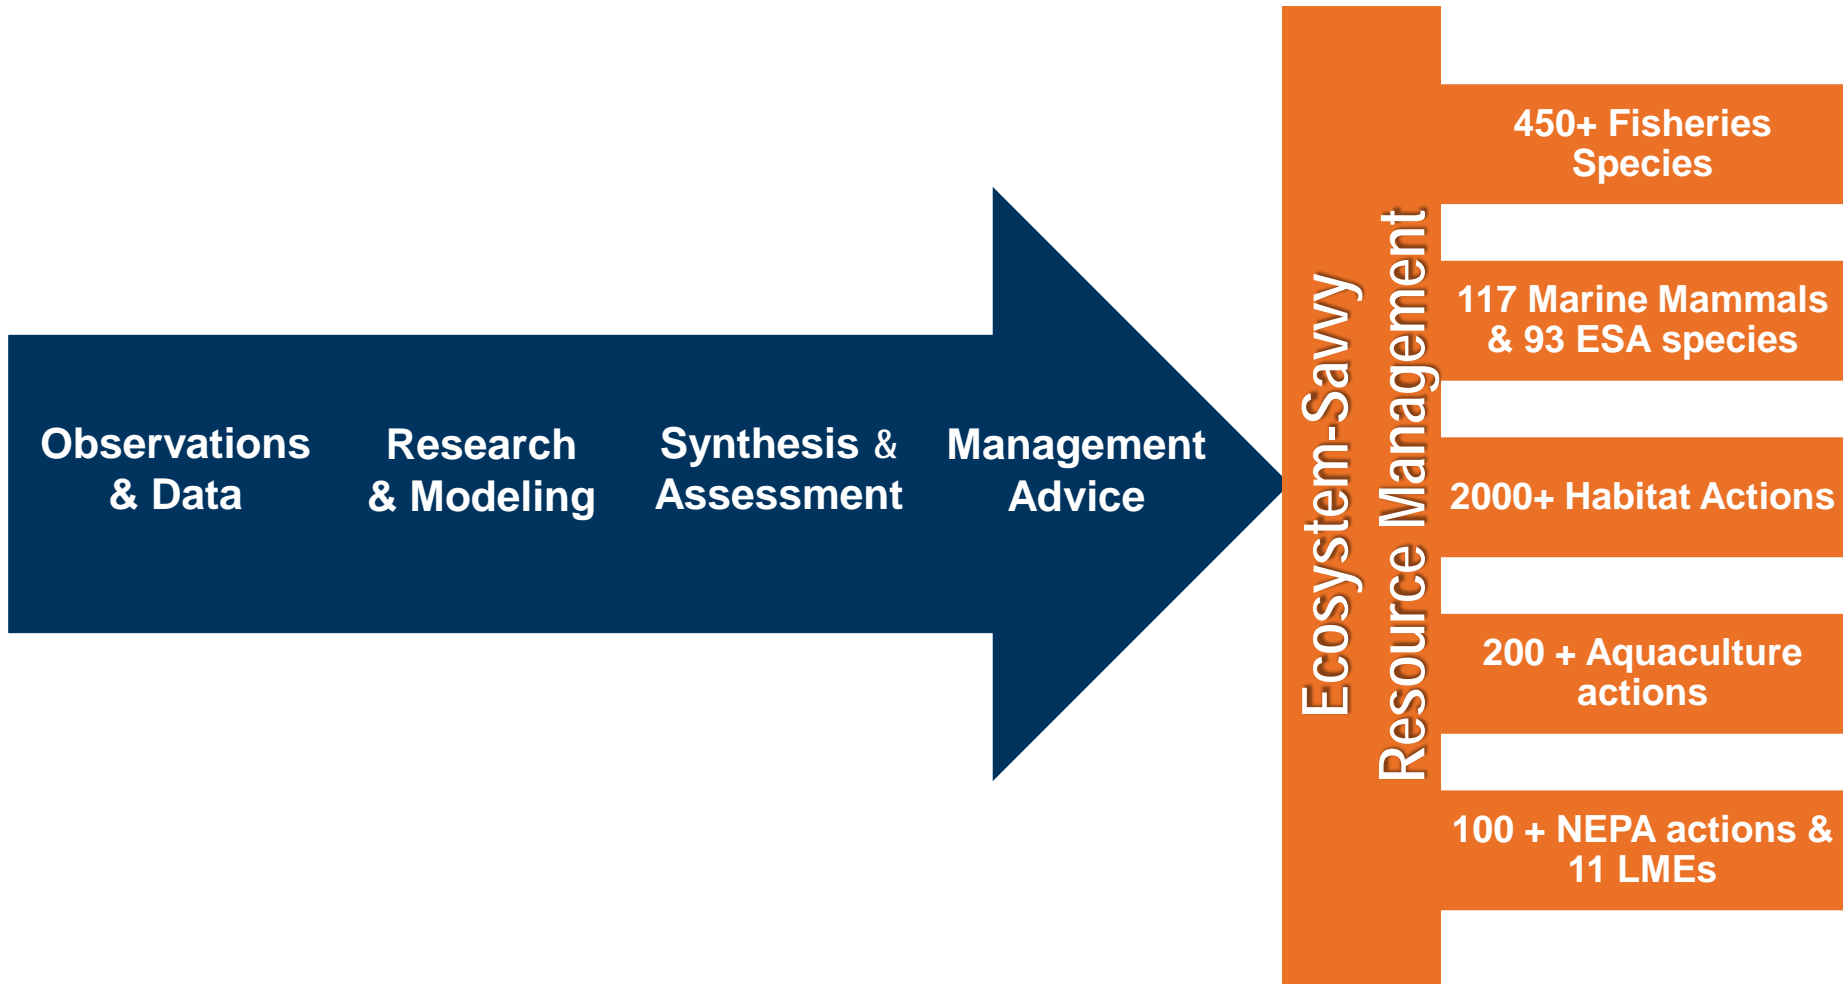 Observations
& Data
Research
& Modeling
Synthesis &
Assessment
Management
Advice
Ecosystem-Savvy
Resource Management
450+ Fisheries
Species
117 Marine Mammals
& 93 ESA species
2000+ Habitat Actions
200 + Aquaculture
actions
100 + NEPA actions &
11 LMEs